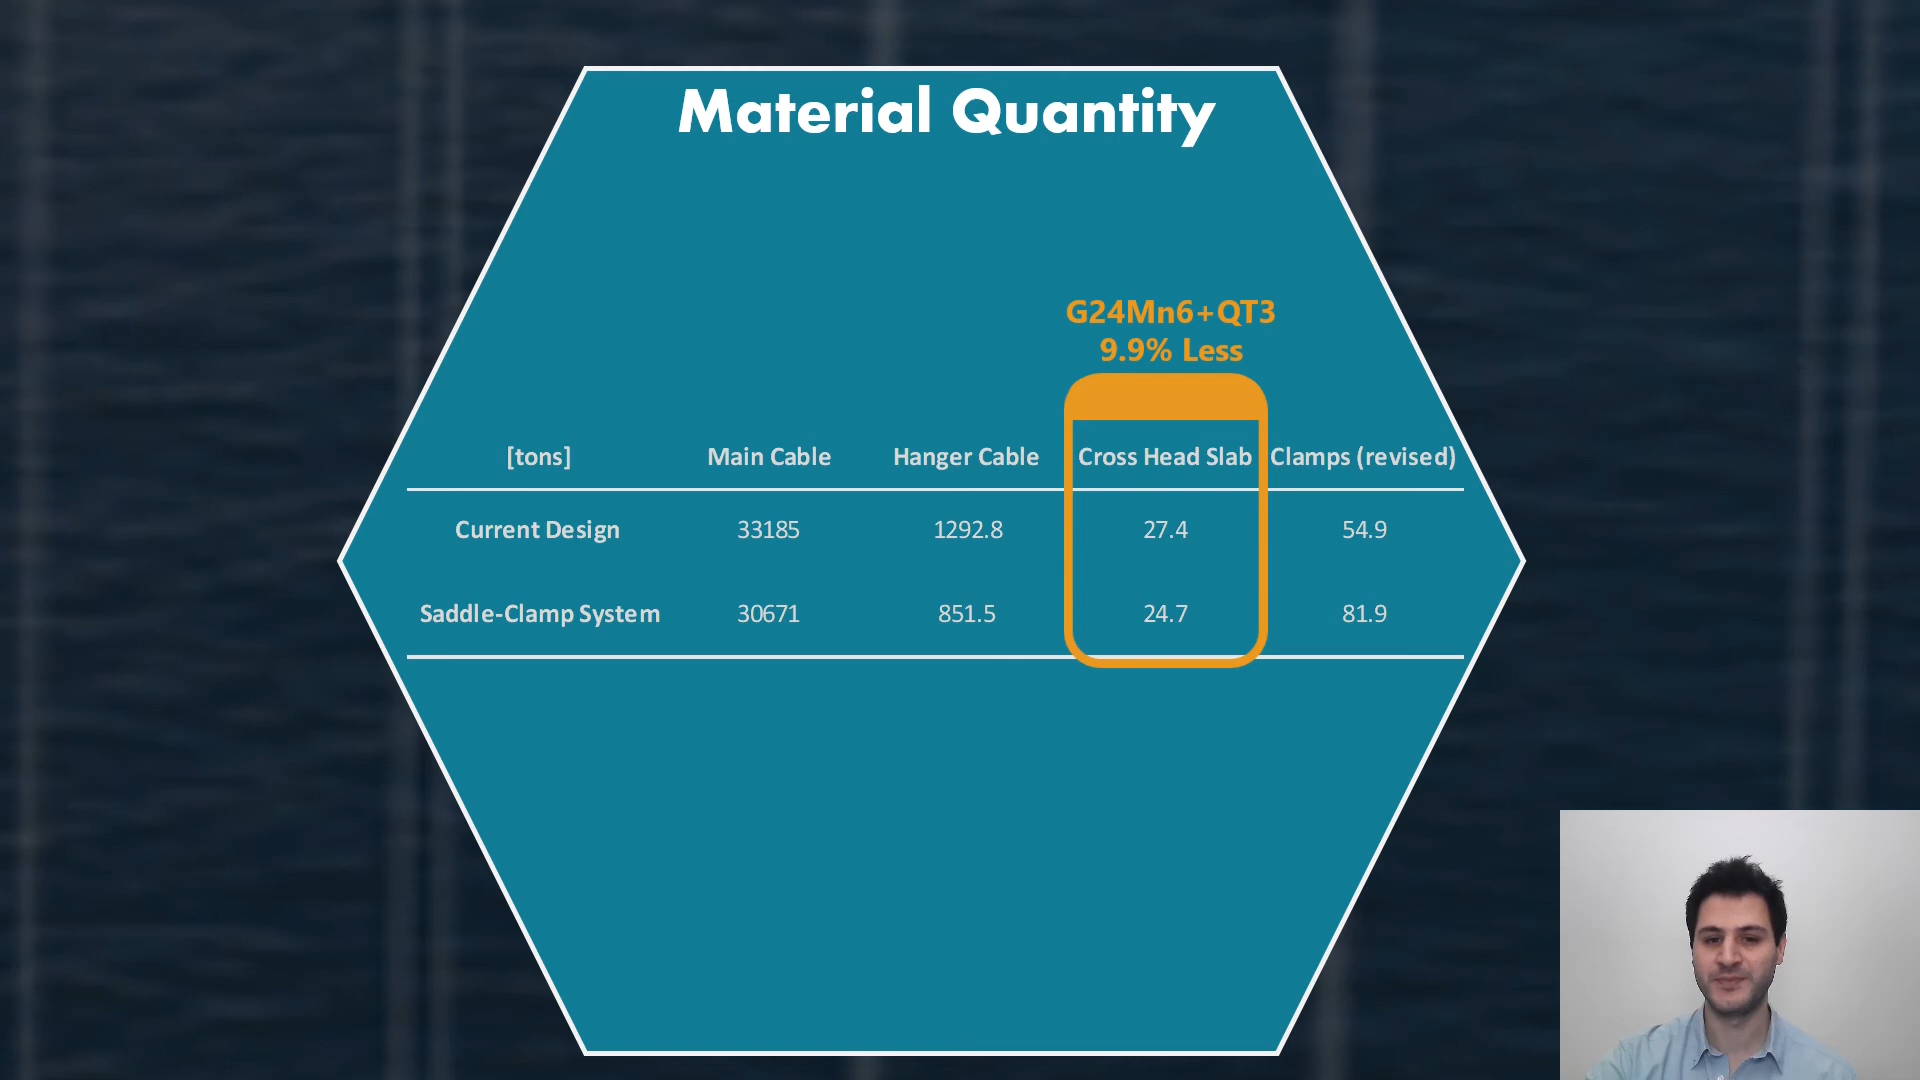 Material Quantity
G24Mn6+QT3
9.9% Less
[tons] Main Cable Hanger Cable Cross Head Slab Clamps (revised)
Current Design 33185 1292.8 27.4 54.9
Saddle-Clamp System 30671 851.5 24.7 81.9